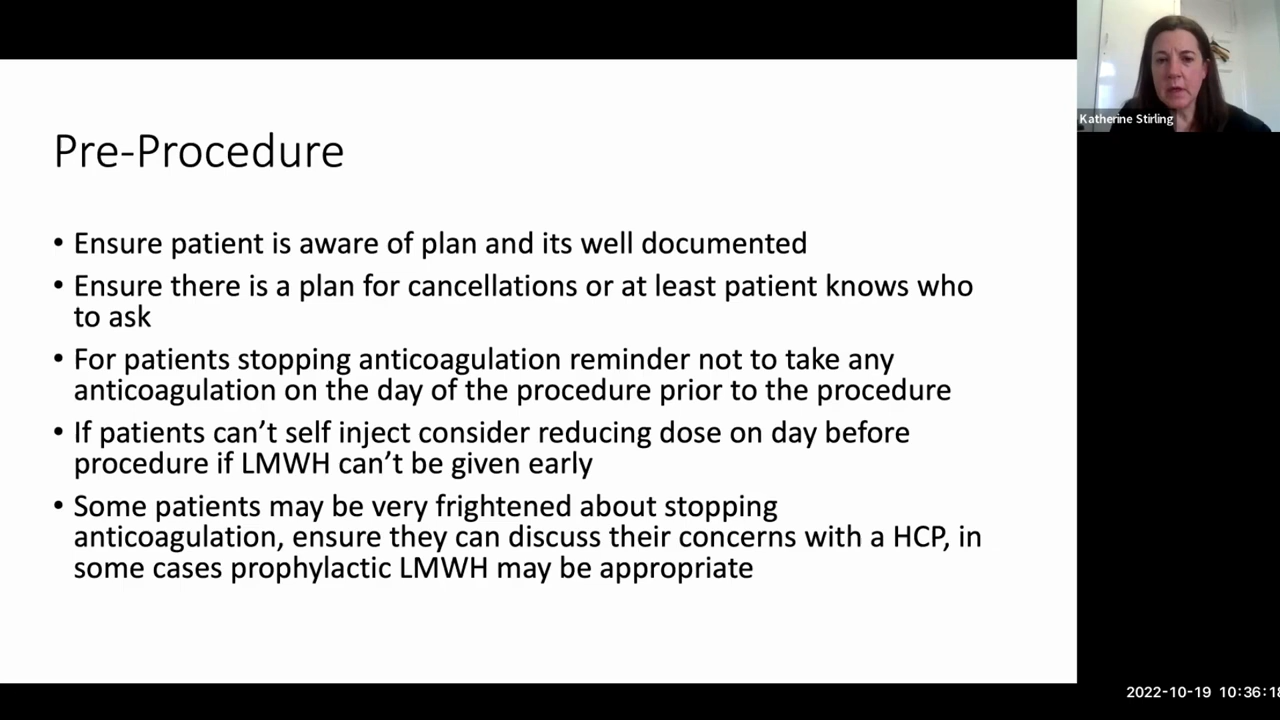 Pre-Procedure
• Ensure patient is aware of plan and its well documented
• Ensure there is a plan for cancellations or at least patient knows who
to ask
• For patients stopping anticoagulation reminder not to take any
anticoagulation on the day of the procedure prior to the procedure
• If patients can’t self inject consider reducing dose on day before
procedure if LMWH can’t be given early
• Some patients may be very frightened about stopping
anticoagulation, ensure they can discuss their concerns with a HCP, in
some cases prophylactic LMWH may be appropriate
Katherine Stirling
2022-10-19 10:36:18